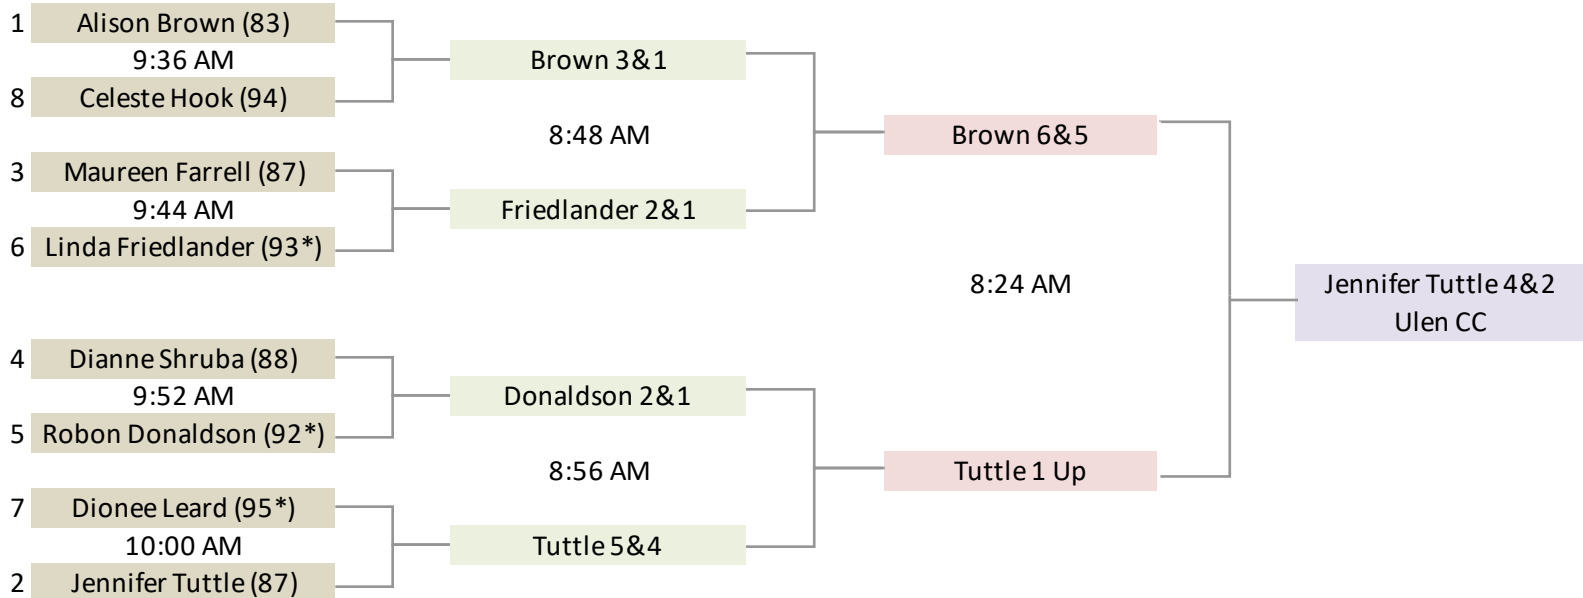 1 Alison Brown (83)
9:36 AM
8 Celeste Hook (94)
3 Maureen Farrell (87)
9:44 AM
6 Linda Friedlander (93*)
4 Dianne Shruba (88)
9:52 AM
5 Robon Donaldson (92*)
7 Dionee Leard (95*)
10:00 AM
2 Jennifer Tuttle (87)
Brown 3&1
8:48 AM
Friedlander 2&1
Donaldson 2&1
8:56 AM
Tuttle 5&4
Brown 6&5
8:24 AM
Tuttle 1 Up
Jennifer Tuttle 4&2
Ulen CC